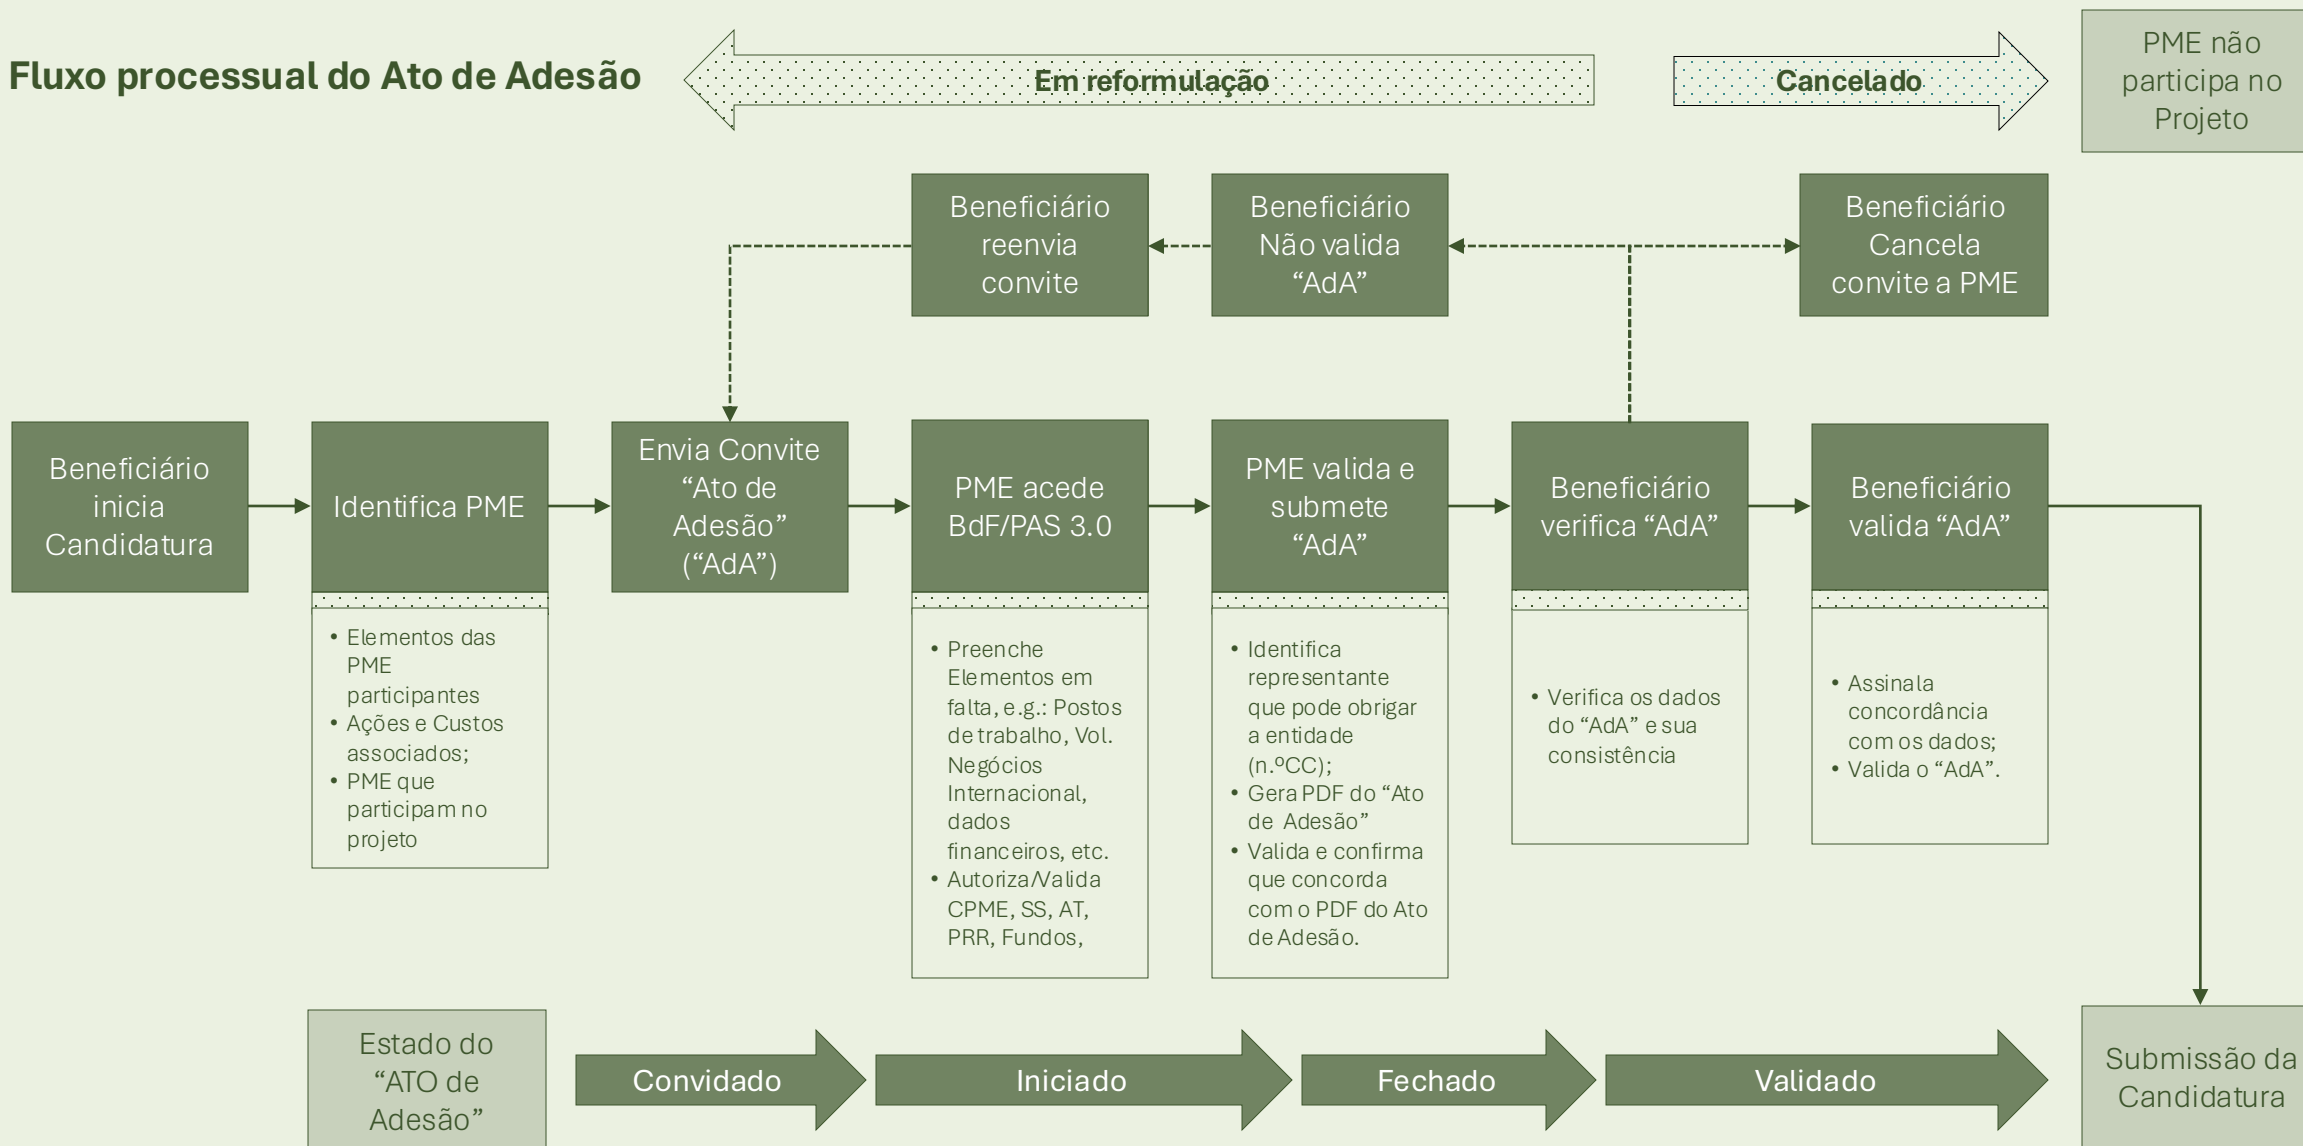 Fluxo processual do Ato de Adesão
Em reformulação
Cancelado
PME não
participa no
Projeto
Beneficiário
reenvia
convite
Beneficiário
Não valida
“AdA”
Beneficiário
Cancela
convite a PME
Beneficiário
inicia
Candidatura
Identifica PME
Envia Convite
“Ato de
Adesão”
(“AdA”)
PME acede
BdF/PAS 3.0
PME valida e
submete
“AdA”
Beneficiário
verifica “AdA”
Beneficiário
valida “AdA”
• Elementos das
PME
participantes
• Ações e Custos
associados;
• PME que
participam no
projeto
• Preenche
Elementos em
falta, e.g.: Postos
de trabalho, Vol.
Negócios
Internacional,
dados
financeiros, etc.
• Autoriza/Valida
CPME, SS, AT,
PRR, Fundos,
• Identifica
representante
que pode obrigar
a entidade
(n.ºCC);
• Gera PDF do “Ato
de Adesão”
• Valida e confirma
que concorda
com o PDF do Ato
de Adesão.
• Verifica os dados
do “AdA” e sua
consistência
• Assinala
concordância
com os dados;
• Valida o “AdA”.
Estado do
“ATO de
Adesão”
Convidado
Iniciado
Fechado
Validado
Submissão da
Candidatura